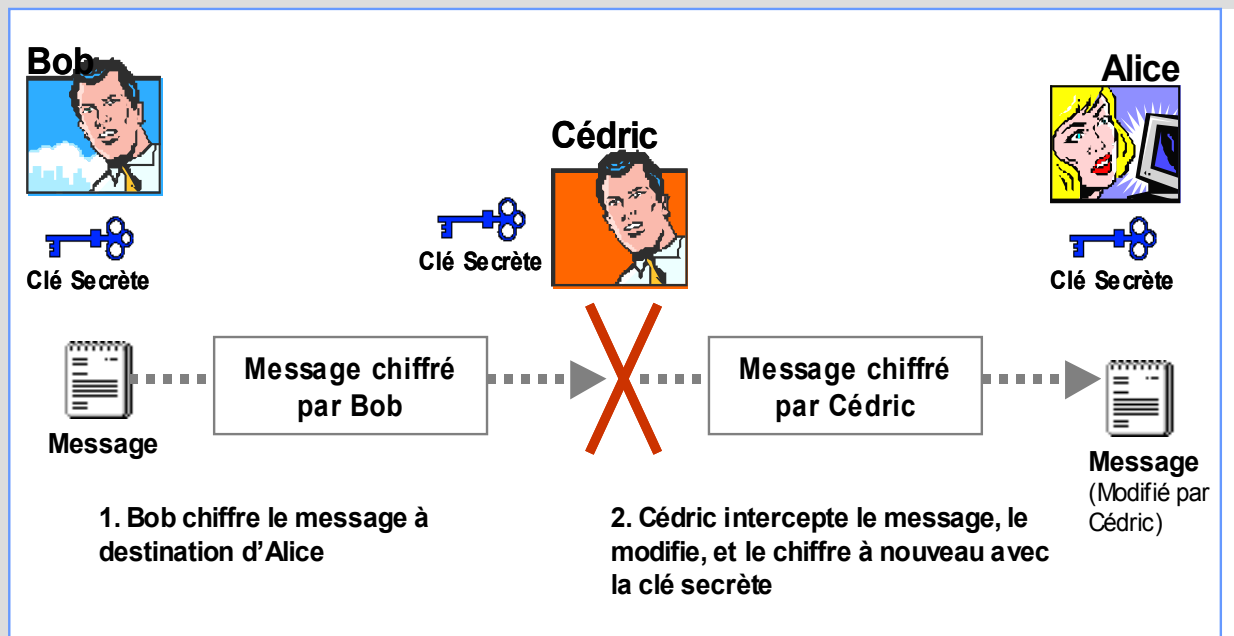 Bob
Alice
Cédric
Clé Secrète
Clé Secrète
Clé Secrète
Message chiffré
par Bob
Message chiffré
par Cédric
Message
Message
(Modifié par
Cédric)
1. Bob chiffre le message à
destination d’Alice
2. Cédric intercepte le message, le
modifie, et le chiffre à nouveau avec
la clé secrète